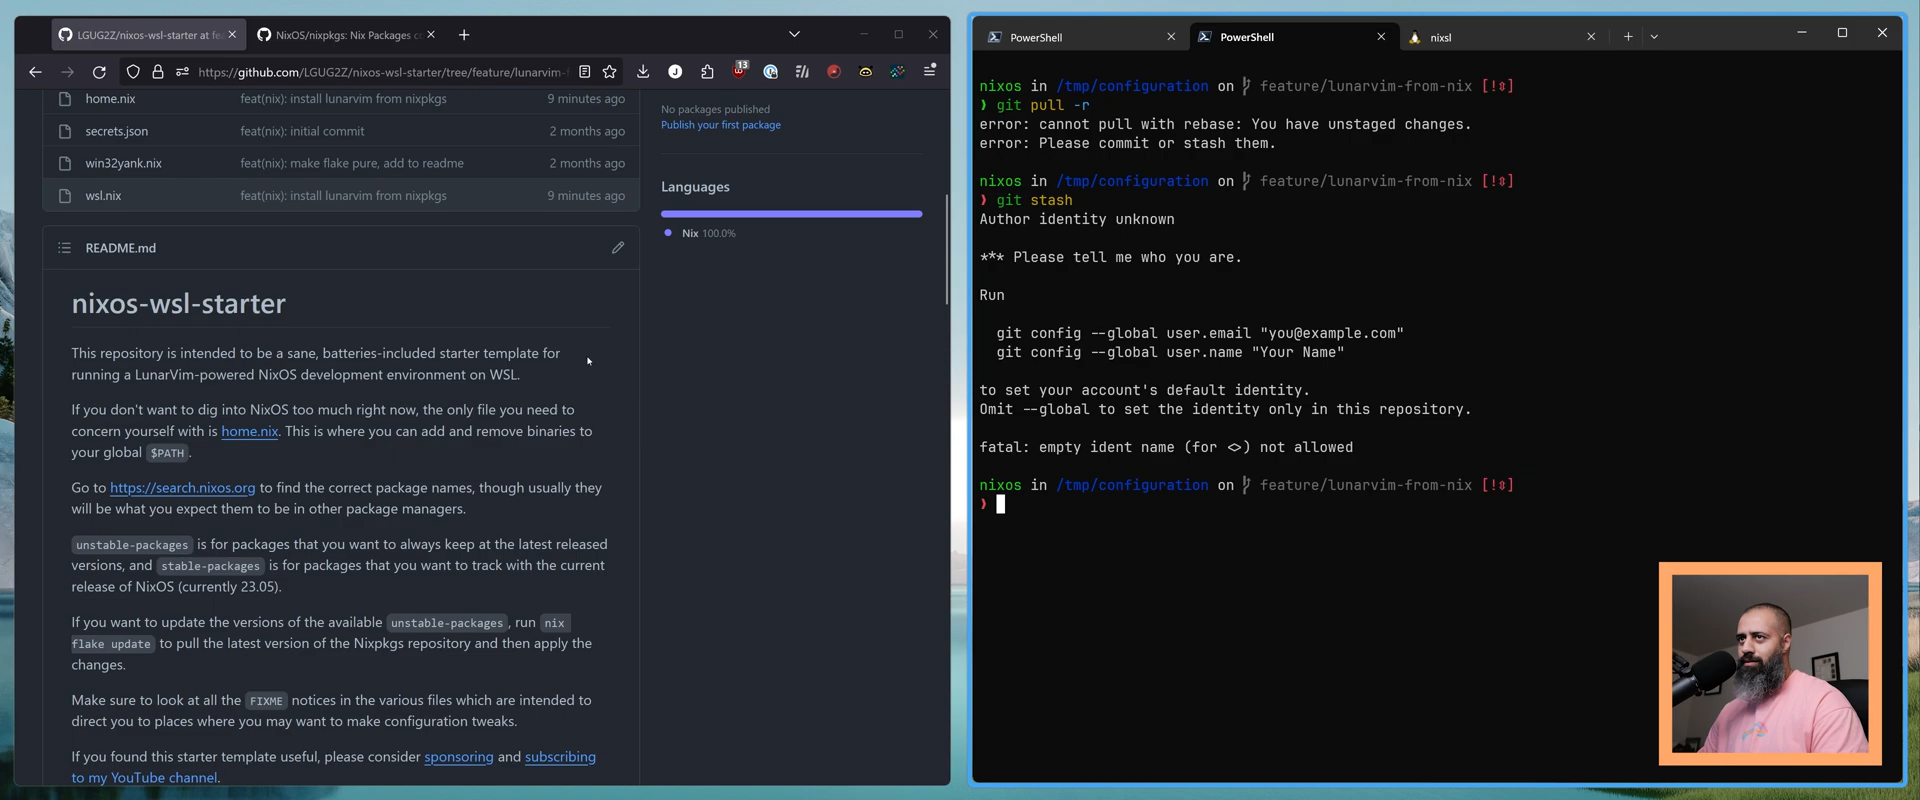 LGUG2Z/nixos-wsl-starter at fe
NixOS/nixpkgs: Nix Packages c
https://github.com/LGUG2Z/nixos-wsl-starter/tree/feature/lunarvim-f
13
home.nix feat(nix): install lunarvim from nixpkgs 9 minutes ago
secrets.json feat(nix): initial commit 2 months ago
win32yank.nix feat(nix): make flake pure, add to readme 2 months ago
wsl.nix feat(nix): install lunarvim from nixpkgs 9 minutes ago
No packages published
Publish your first package
Languages
Nix 100.0%
README.md
nixos-wsl-starter
This repository is intended to be a sane, batteries-included starter template for
running a LunarVim-powered NixOS development environment on WSL.
If you don't want to dig into NixOS too much right now, the only file you need to
concern yourself with is home.nix. This is where you can add and remove binaries to
your global $PATH.
Go to https://search.nixos.org to find the correct package names, though usually they
will be what you expect them to be in other package managers.
unstable-packages is for packages that you want to always keep at the latest released
versions, and stable-packages is for packages that you want to track with the current
release of NixOS (currently 23.05).
If you want to update the versions of the available unstable-packages, run nix
flake update to pull the latest version of the Nixpkgs repository and then apply the
changes.
Make sure to look at all the FIXME notices in the various files which are intended to
direct you to places where you may want to make configuration tweaks.
If you found this starter template useful, please consider sponsoring and subscribing
to my YouTube channel.
PowerShell
PowerShell
nixsl
nixos in /tmp/configuration on feature/lunarvim-from-nix [!⇕]
❯ git pull -r
error: cannot pull with rebase: You have unstaged changes.
error: Please commit or stash them.
nixos in /tmp/configuration on feature/lunarvim-from-nix [!⇕]
❯ git stash
Author identity unknown
*** Please tell me who you are.
Run
git config --global user.email "you@example.com"
git config --global user.name "Your Name"
to set your account's default identity.
Omit --global to set the identity only in this repository.
fatal: empty ident name (for <>) not allowed
nixos in /tmp/configuration on feature/lunarvim-from-nix [!⇕]
❯